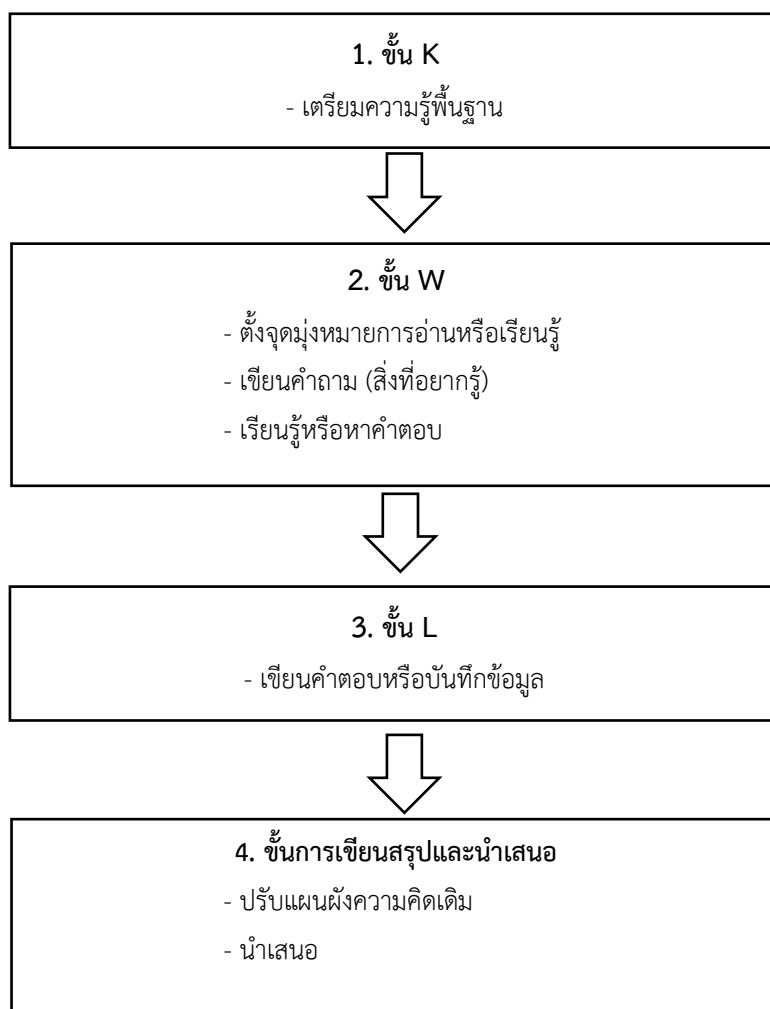 1. ขั้น K
- เตรียมความรู้พื้นฐาน
2. ขั้น W
- ตั้งจุดมุ่งหมายการอ่านหรือเรียนรู้
- เขียนคำถาม (สิ่งที่อยากรู้)
- เรียนรู้หรือหาคำตอบ
3. ขั้น L
- เขียนคำตอบหรือบันทึกข้อมูล
4. ขั้นการเขียนสรุปและนำเสนอ
- ปรับแผนผังความคิดเดิม
- นำเสนอ